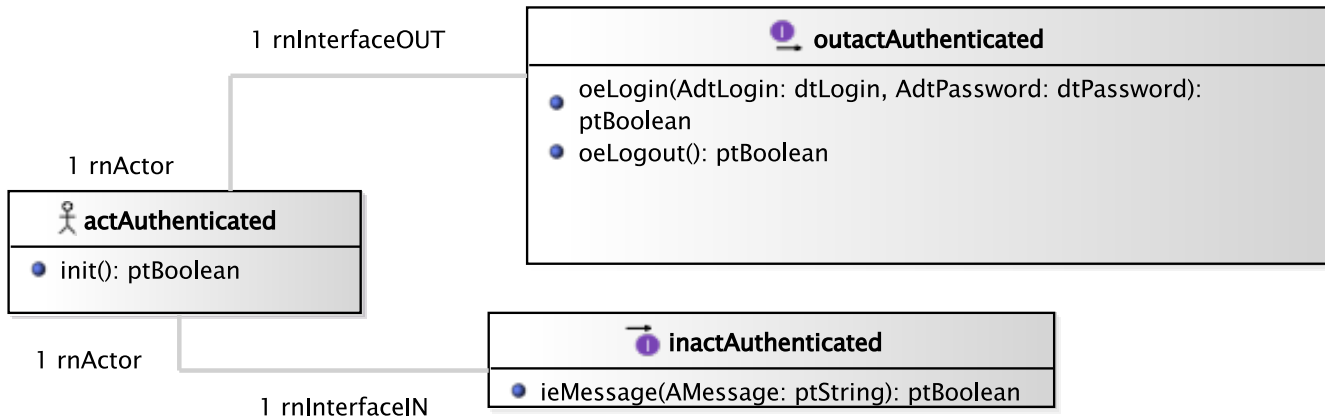 1 rnInterfaceOUT
outactAuthenticated
oeLogin(AdtLogin: dtLogin, AdtPassword: dtPassword):
ptBoolean
oeLogout(): ptBoolean
1 rnActor
actAuthenticated
init(): ptBoolean
inactAuthenticated
ieMessage(AMessage: ptString): ptBoolean
1 rnActor
1 rnInterfaceIN